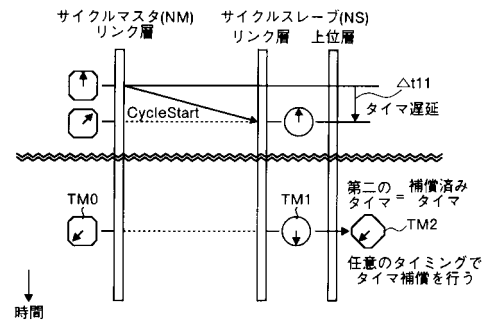 サイクルマスタ(NM)
リンク層
サイクルスレーブ(NS)
リンク層 上位層
△t11
タイマ遅延
CycleStart
TM0
TM1
第二の
タイマ
=
補償済み
タイマ
TM2
任意のタイミングで
タイマ補償を行う
時間